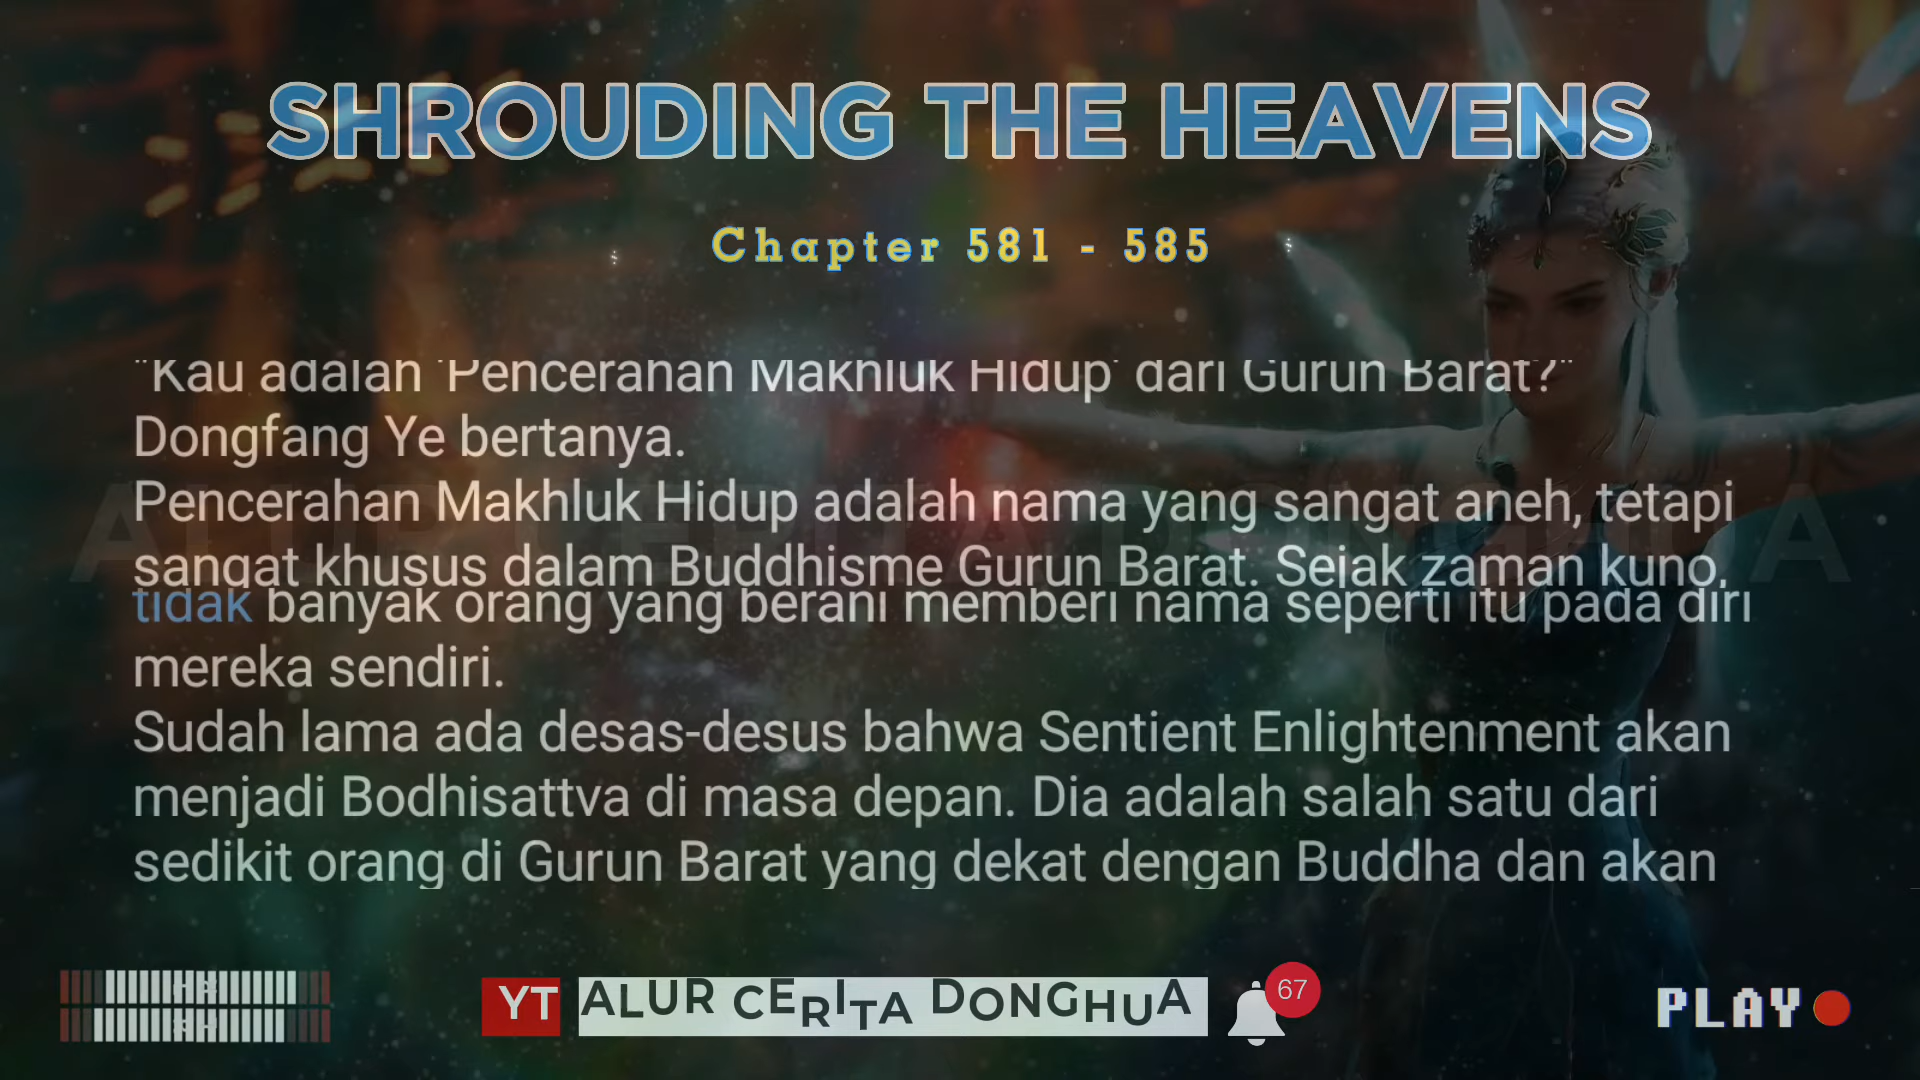 SHROUDING THE HEAVENS
Chapter 581 - 585
"Kau adalah 'Pencerahan Makhluk Hidup' dari Gurun Barat?"
Dongfang Ye bertanya.
Pencerahan Makhluk Hidup adalah nama yang sangat aneh, tetapi
sangat khusus dalam Buddhisme Gurun Barat. Sejak zaman kuno,
tidak banyak orang yang berani memberi nama seperti itu pada diri
mereka sendiri.
Sudah lama ada desas-desus bahwa Sentient Enlightenment akan
menjadi Bodhisattva di masa depan. Dia adalah salah satu dari
sedikit orang di Gurun Barat yang dekat dengan Buddha dan akan
ALUR CERITA DONGHUA
YT ALUR CERITA DONGHUA
67
PLAY